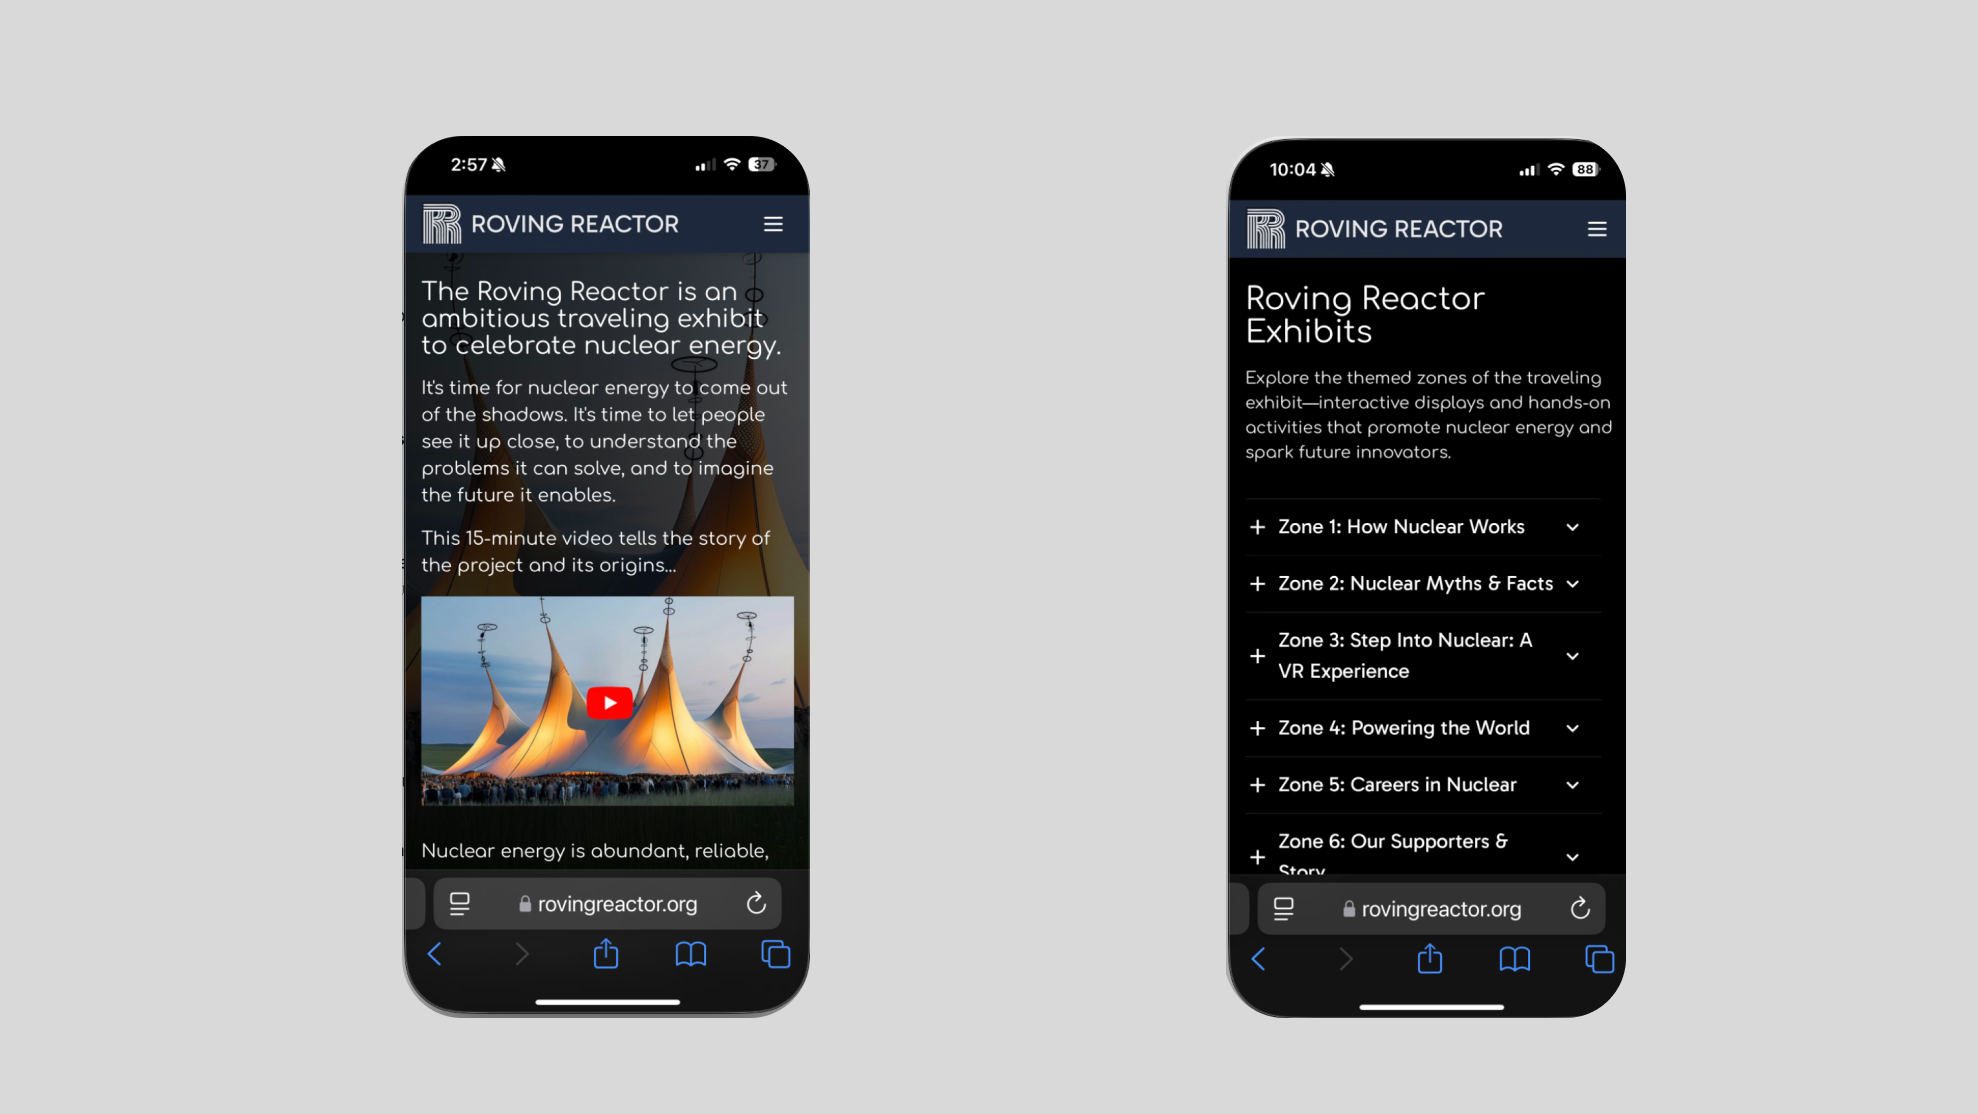 2:57
37
ROVING REACTOR
The Roving Reactor is an
ambitious traveling exhibit
to celebrate nuclear energy.
It's time for nuclear energy to come out
of the shadows. It's time to let people
see it up close, to understand the
problems it can solve, and to imagine
the future it enables.
This 15-minute video tells the story of
the project and its origins...
Nuclear energy is abundant, reliable,
rovingreactor.org
10:04
88
ROVING REACTOR
Roving Reactor
Exhibits
Explore the themed zones of the traveling
exhibit—interactive displays and hands-on
activities that promote nuclear energy and
spark future innovators.
+ Zone 1: How Nuclear Works
+ Zone 2: Nuclear Myths & Facts
+ Zone 3: Step Into Nuclear: A
VR Experience
+ Zone 4: Powering the World
+ Zone 5: Careers in Nuclear
+ Zone 6: Our Supporters &
Story
rovingreactor.org